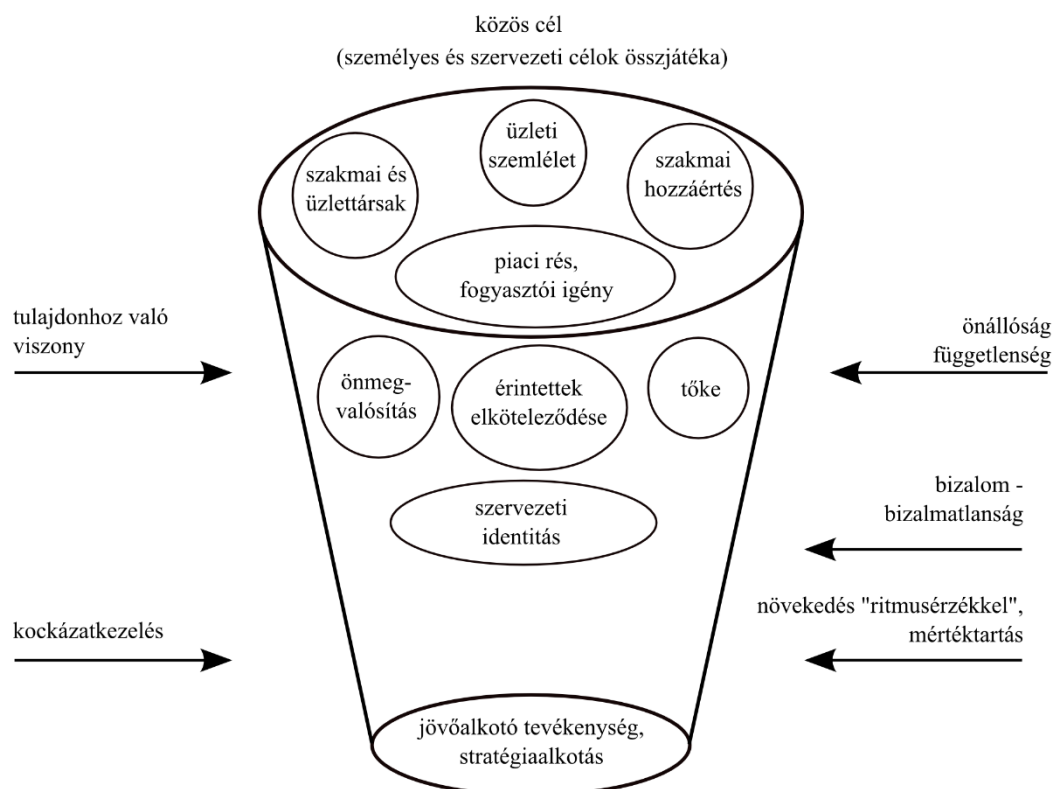 közös cél
(személyes és szervezeti célok összjátéka)
üzleti
szemlélet
szakmai és
üzlettársak
szakmai
hozzáértés
piaci rés,
fogyasztói igény
tulajdonhoz való
viszony
önállóság
függetlenség
önmeg-
valósítás
érintettek
elköteleződése
tőke
szervezeti
identitás
bizalom -
bizalmatlanság
kockázatkezelés
növekedés "ritmusérzékkel",
mértéktartás
jövőalkotó tevékenység,
stratégiaalkotás